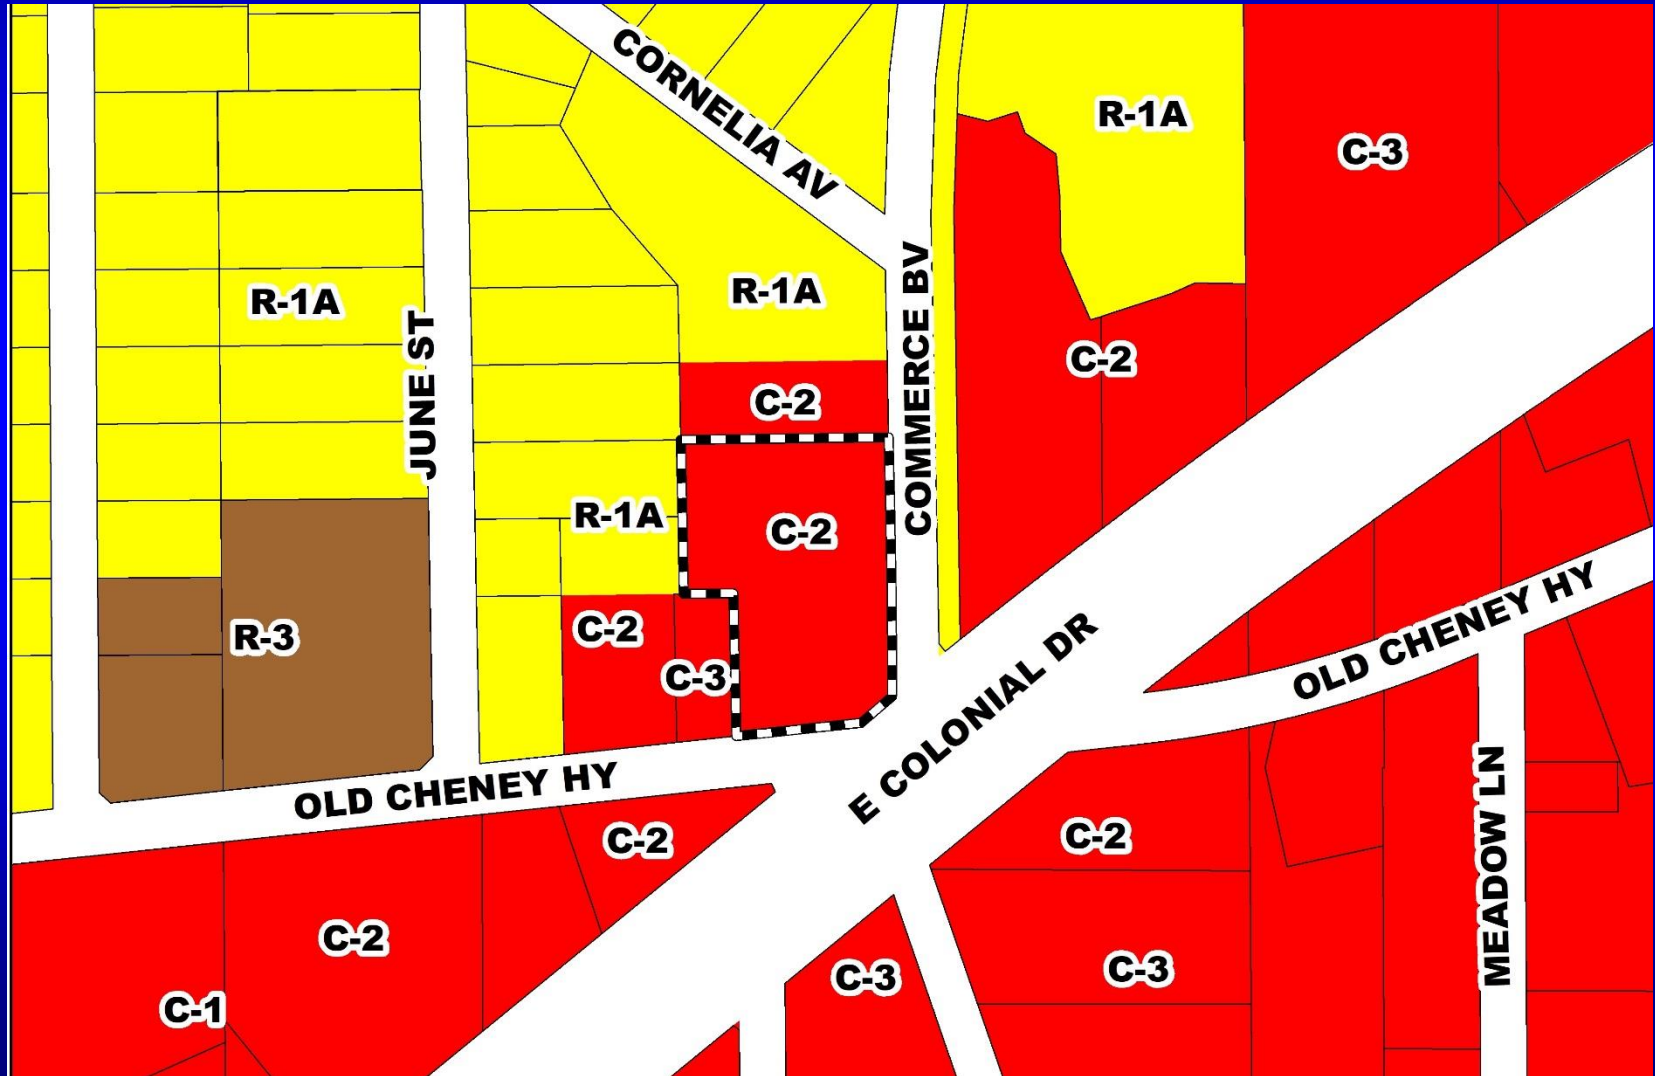 CORNELIA AV
R-1A
C-3
R-1A
R-1A
JUNE ST
COMMERCE BV
C-2
C-2
R-1A
C-2
R-3
C-2
C-3
OLD CHENEY HY
E COLONIAL DR
OLD CHENEY HY
C-2
C-2
MEADOW LN
C-2
C-3
C-3
C-1